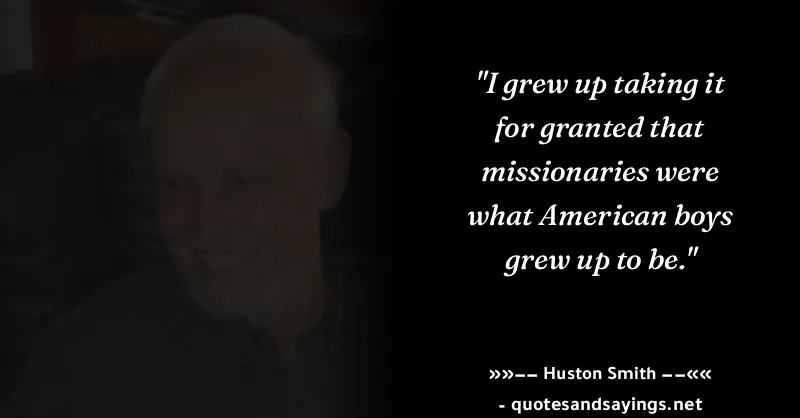 "I grew up taking it
for granted that
missionaries were
what American boys
grew up to be."
»»–– Huston Smith ––««
- quotesandsayings.net